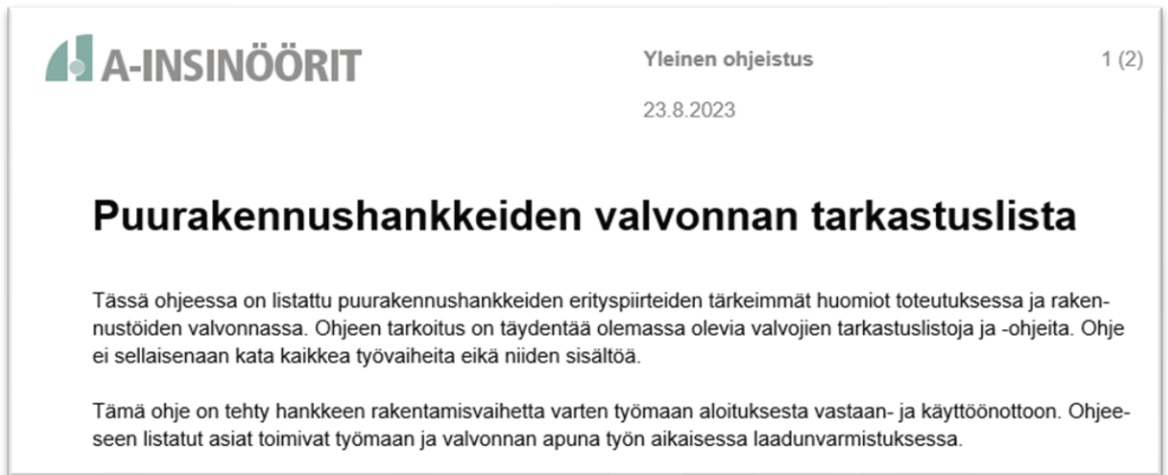 A-INSINÖÖRIT
Yleinen ohjeistus
1 (2)
23.8.2023
Puurakennushankkeiden valvonnan tarkastuslista
Tässä ohjeessa on listattu puurakennushankkeiden erityispiirteiden tärkeimmät huomiot toteutuksessa ja raken-
nustöiden valvonnassa. Ohjeen tarkoitus on täydentää olemassa olevia valvojien tarkastuslistoja ja -ohjeita. Ohje
ei sellaisenaan kata kaikkea työvaiheita eikä niiden sisältöä.
Tämä ohje on tehty hankkeen rakentamisvaihetta varten työmaan aloituksesta vastaan- ja käyttöönottoon. Ohjee-
seen listatut asiat toimivat työmaan ja valvonnan apuna työn aikaisessa laadunvarmistuksessa.